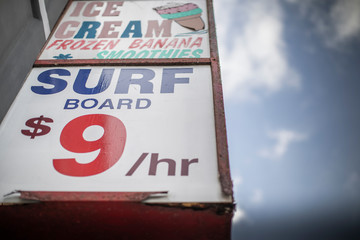 ICE
CREAM
FROZEN BANANA
SMOOTHIES
SURF
BOARD
$9/hr